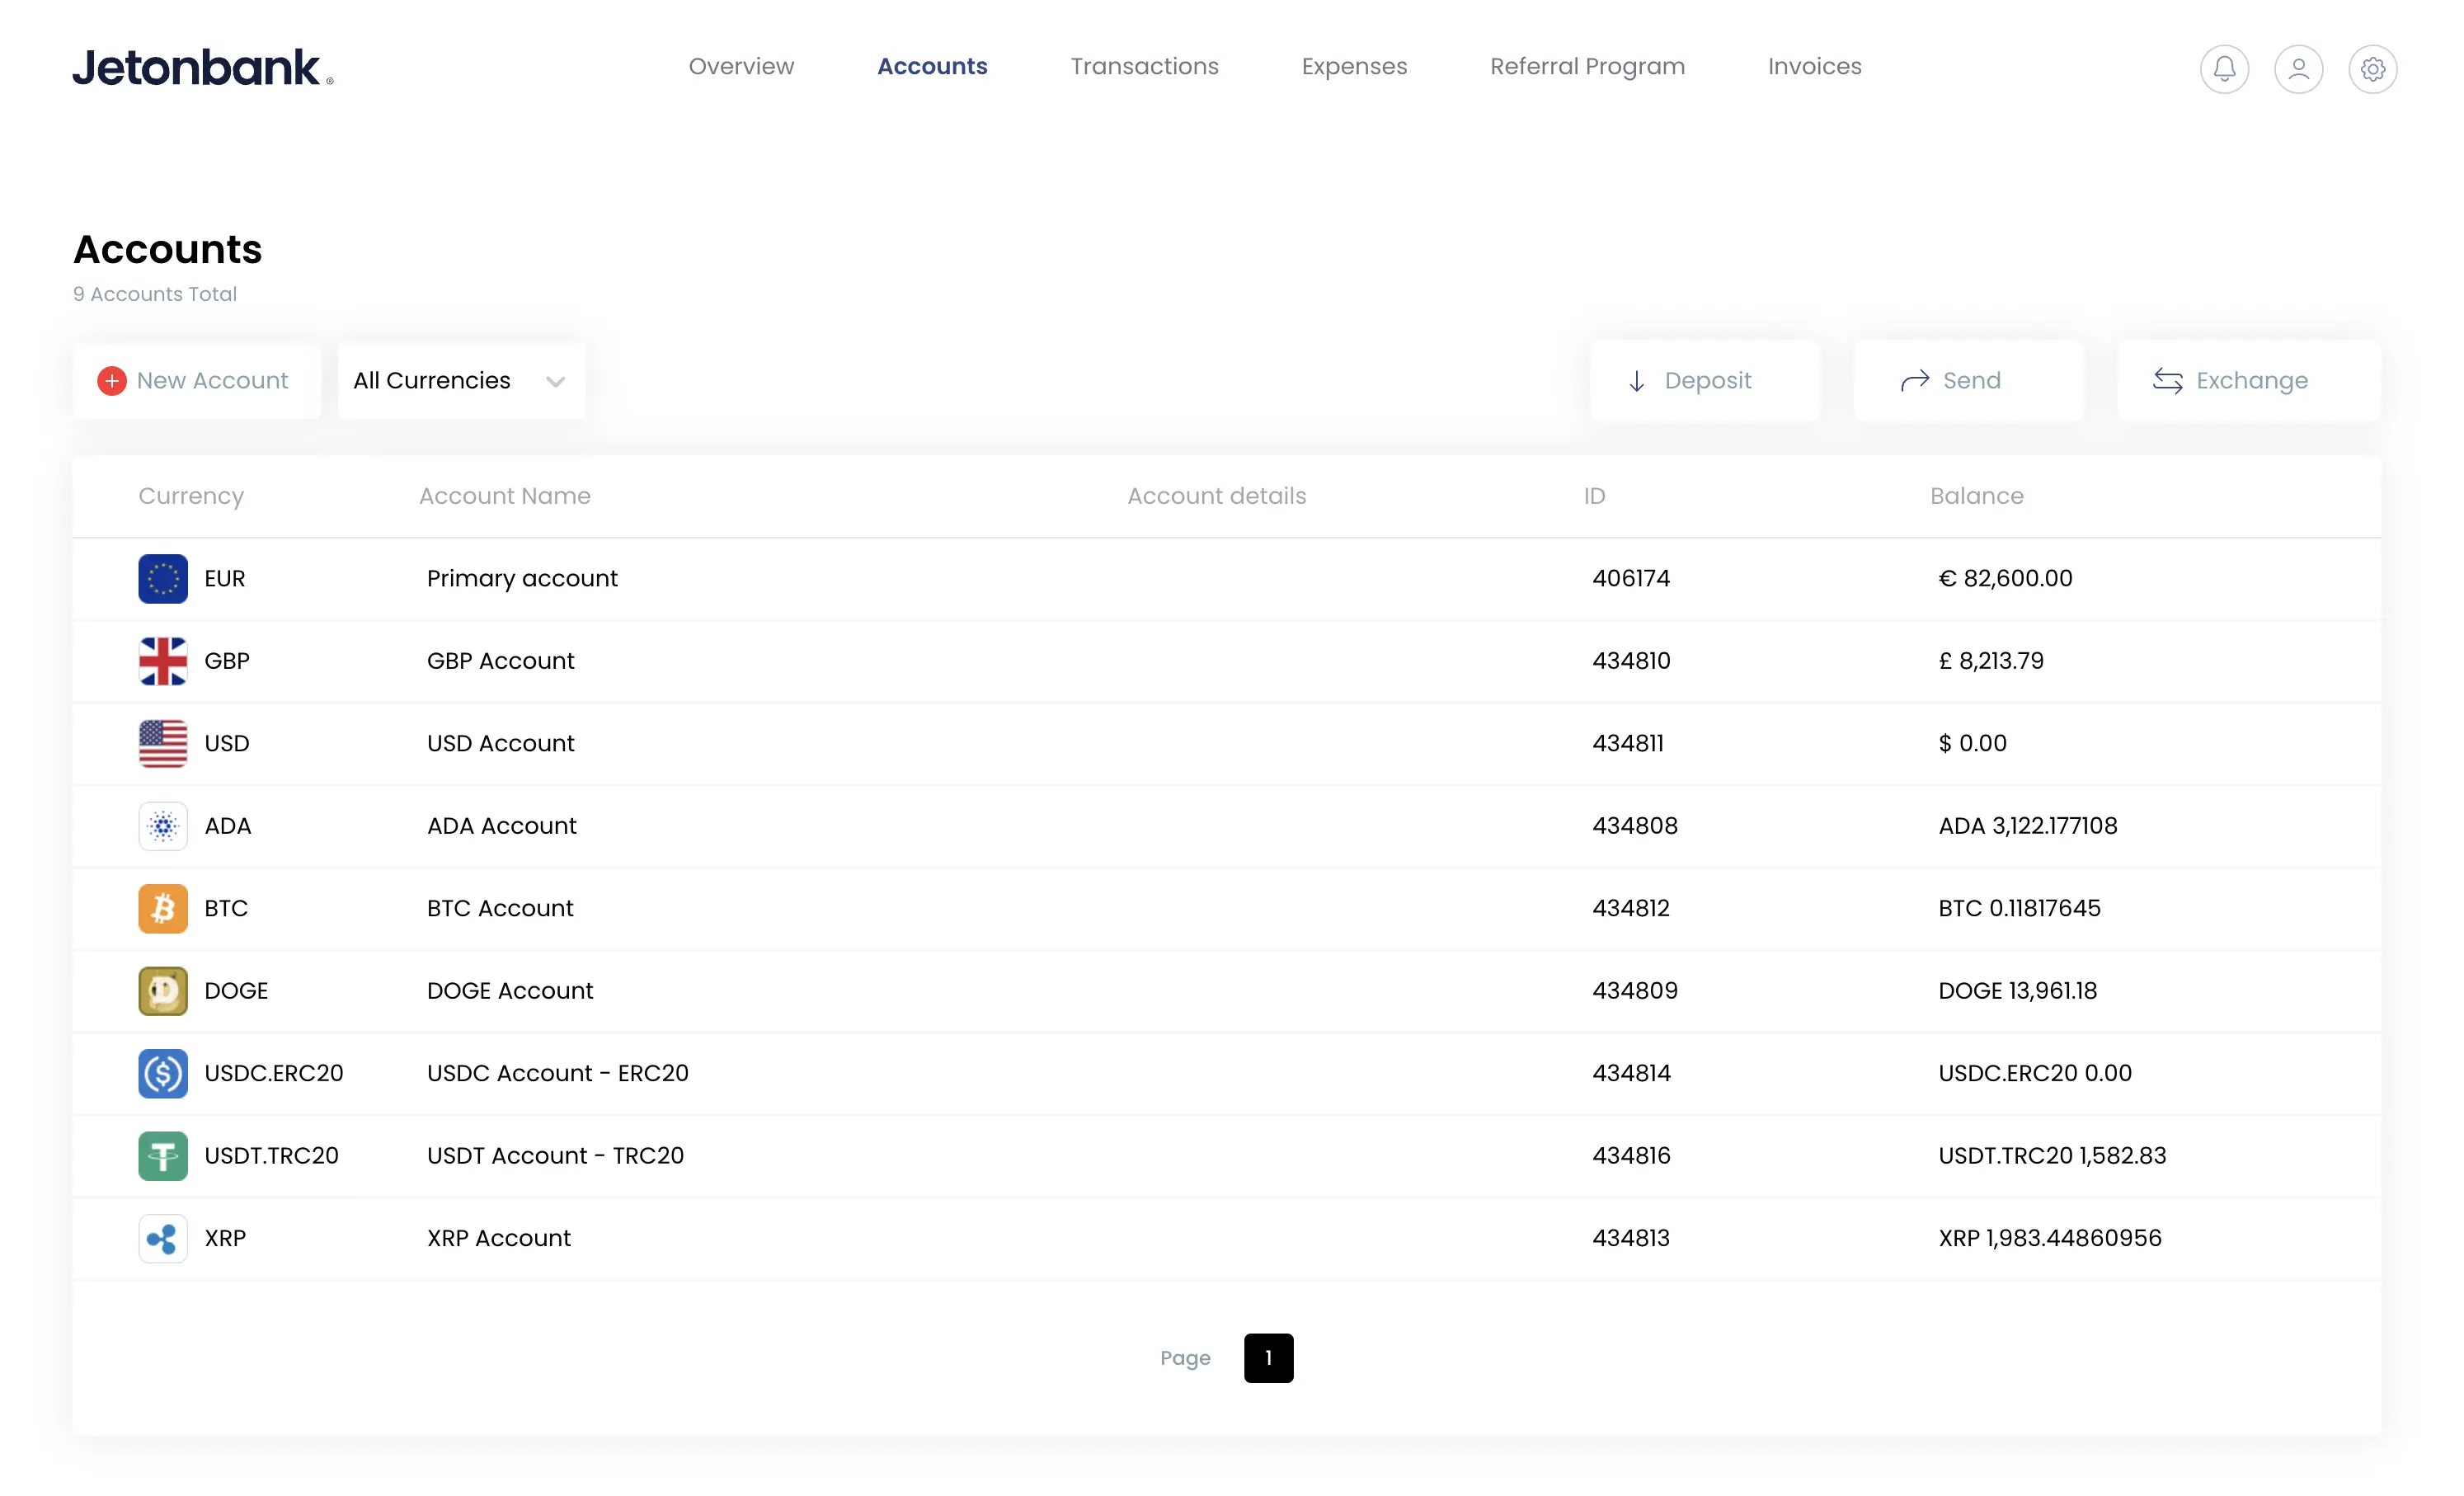 Jetonbank ®
Overview Accounts Transactions Expenses Referral Program Invoices
Accounts
9 Accounts Total
New Account All Currencies Deposit Send Exchange
Currency Account Name Account details ID Balance
EUR Primary account 406174 € 82,600.00
GBP GBP Account 434810 £ 8,213.79
USD USD Account 434811 $ 0.00
ADA ADA Account 434808 ADA 3,122.177108
BTC BTC Account 434812 BTC 0.11817645
DOGE DOGE Account 434809 DOGE 13,961.18
USDC.ERC20 USDC Account - ERC20 434814 USDC.ERC20 0.00
USDT.TRC20 USDT Account - TRC20 434816 USDT.TRC20 1,582.83
XRP XRP Account 434813 XRP 1,983.44860956
Page 1